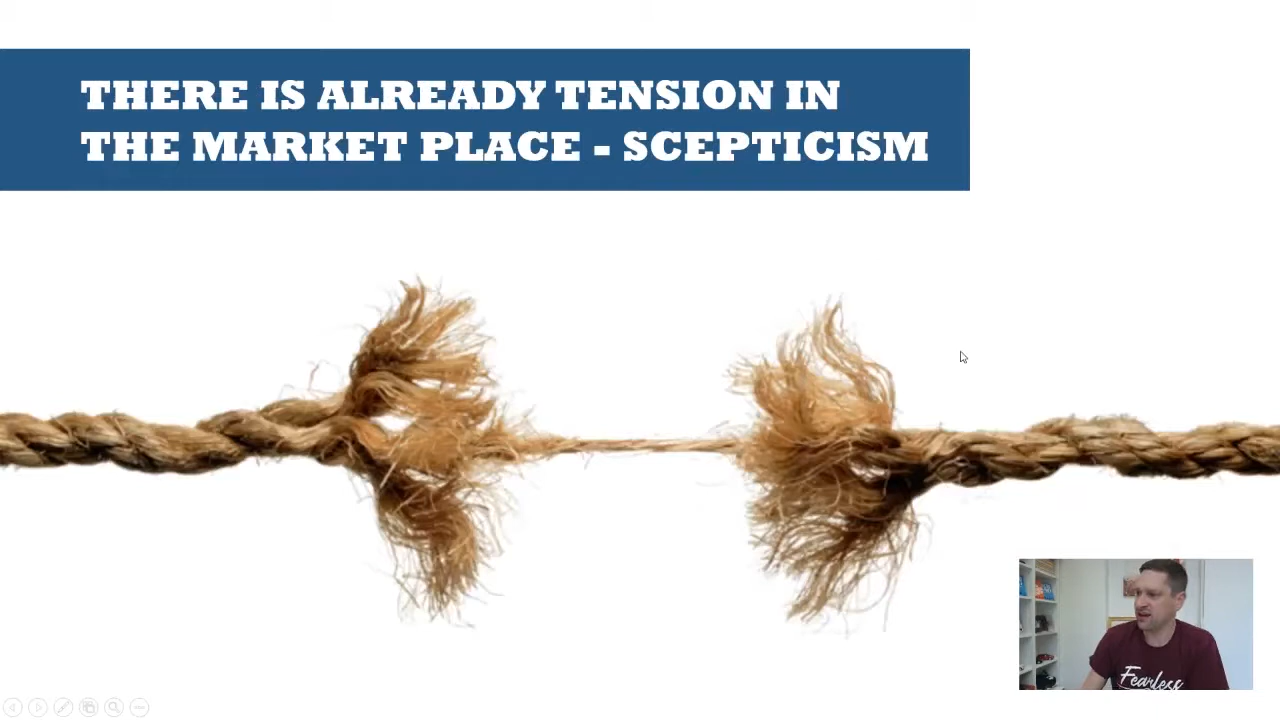 THERE IS ALREADY TENSION IN
THE MARKET PLACE - SCEPTICISM
Fearless